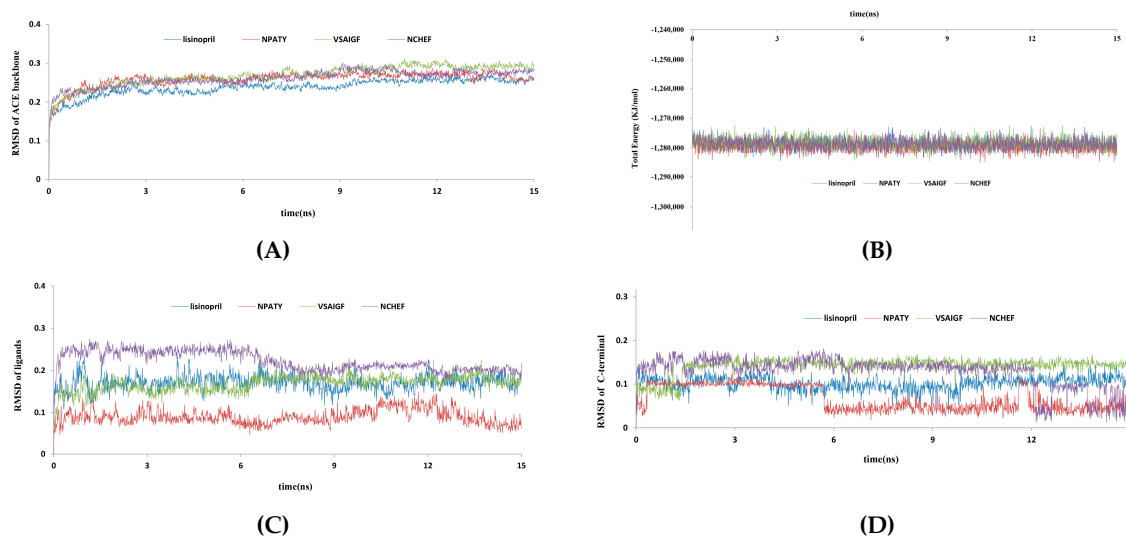 0.4
lisinopril NPATY VSAIGF NCHEF
0.3
0.2
0.1
0
0 3 6 9 12 15
RMSD of ACE backbone
time(ns)
(A)
time(ns)
-1,240,000
0 3 6 9 12 15
-1,250,000
-1,260,000
-1,270,000
-1,280,000
-1,290,000
-1,300,000
Total Energy (KJ/mol)
lisinopril NPATY VSAIGF NCHEF
(B)
0.4
lisinopril NPATY VSAIGF NCHEF
0.3
0.2
0.1
0
0 3 6 9 12 15
RMSD of ligands
time(ns)
(C)
0.3
lisinopril NPATY VSAIGF NCHEF
0.2
0.1
0
0 3 6 9 12 15
RMSD of C-terminal
time(ns)
(D)